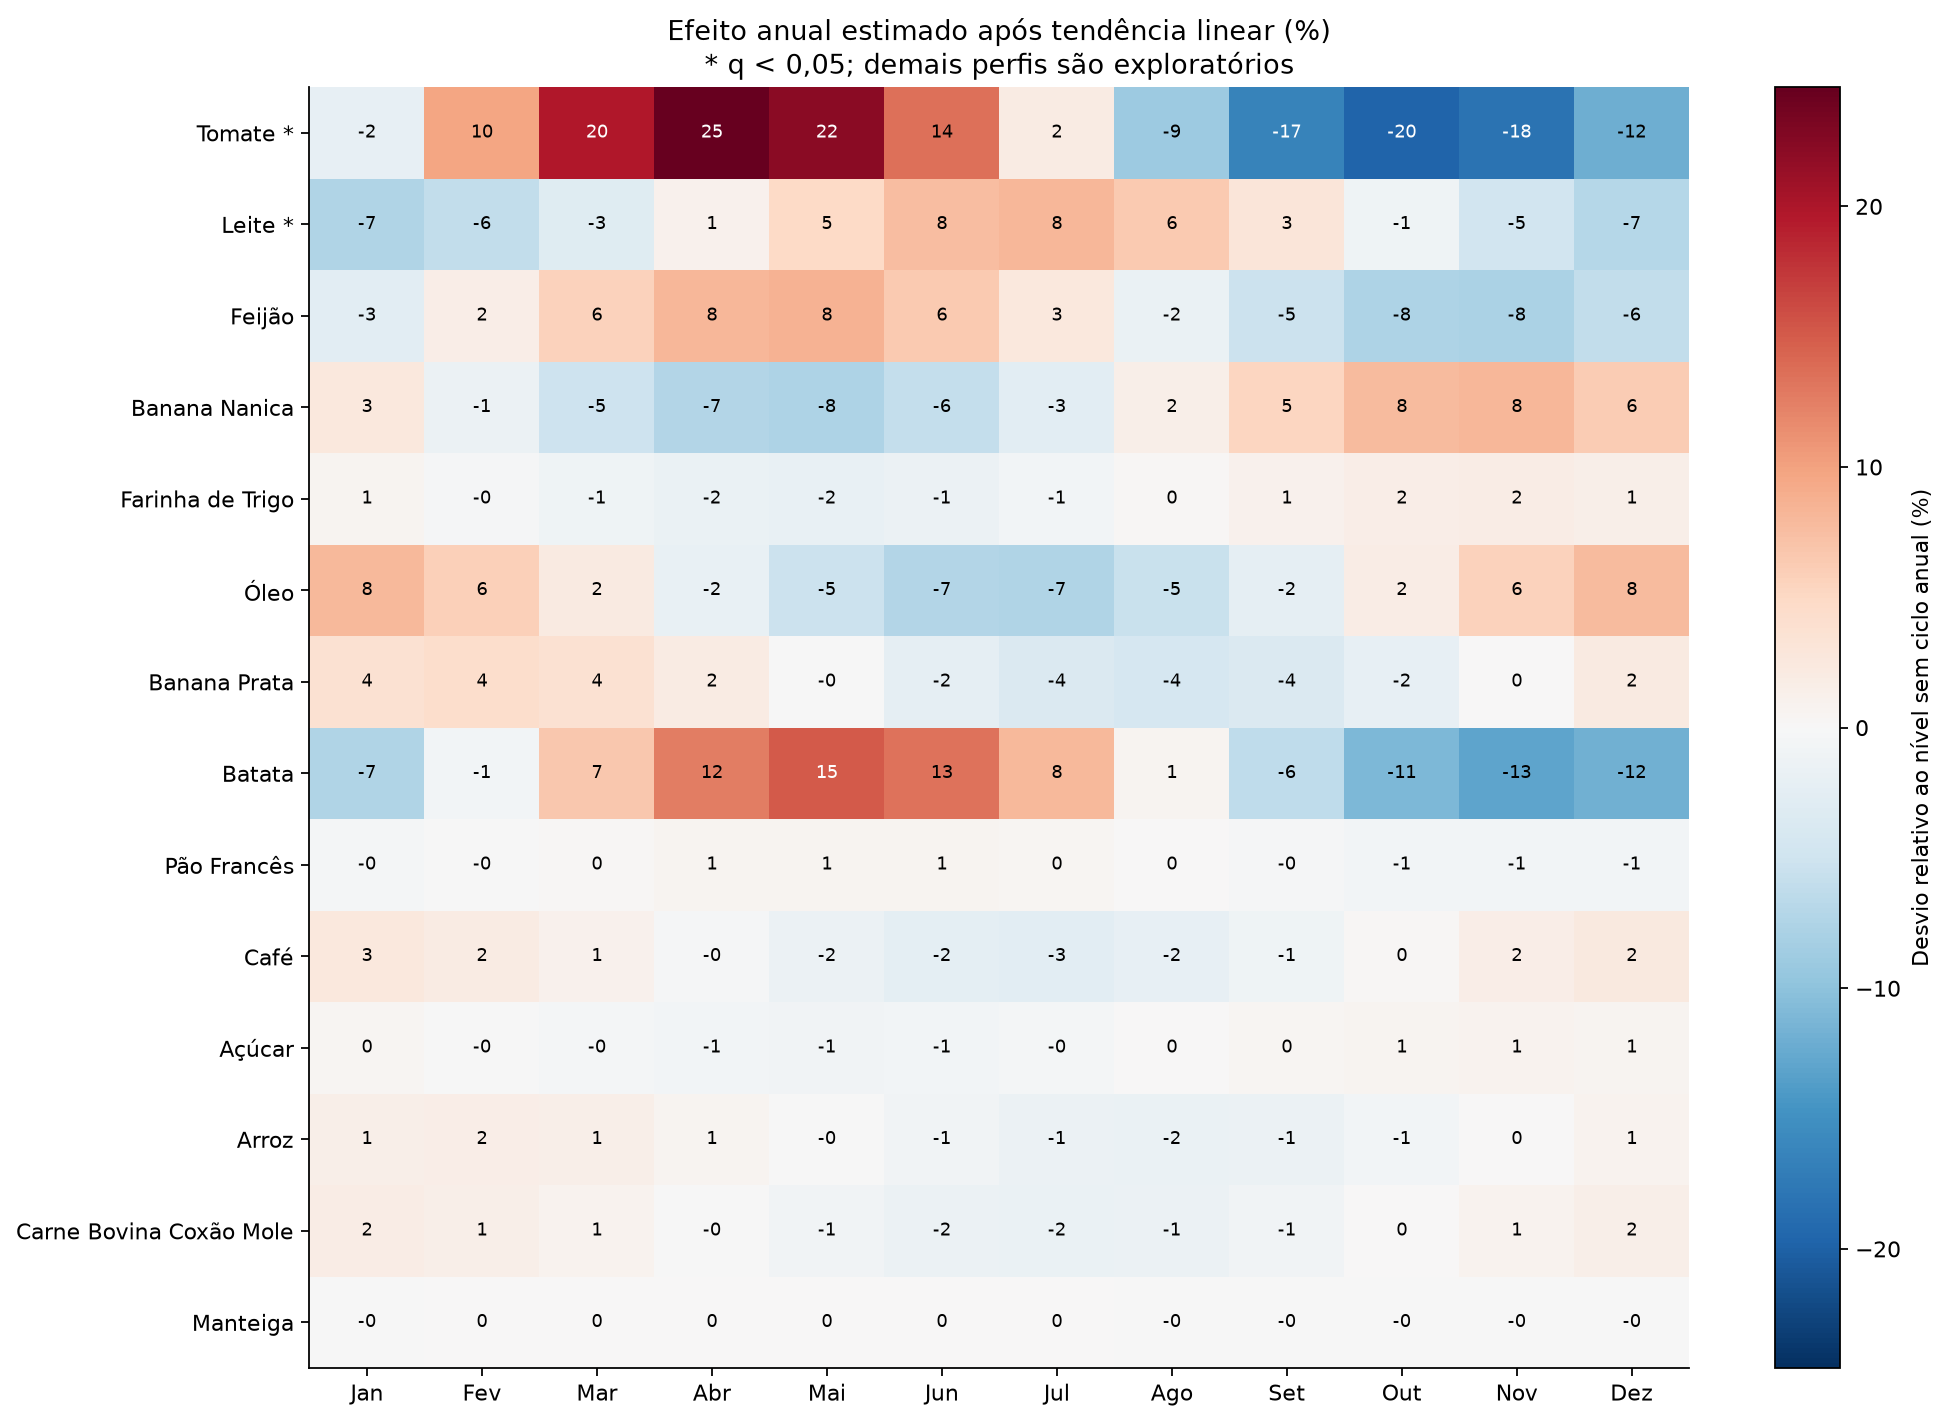 Efeito anual estimado após tendência linear (%)
* q < 0,05; demais perfis são exploratórios
Tomate * -2 10 20 25 22 14 2 -9 -17 -20 -18 -12
Leite * -7 -6 -3 1 5 8 8 6 3 -1 -5 -7
Feijão -3 2 6 8 8 6 3 -2 -5 -8 -8 -6
Banana Nanica 3 -1 -5 -7 -8 -6 -3 2 5 8 8 6
Farinha de Trigo 1 -0 -1 -2 -2 -1 -1 0 1 2 2 1
Óleo 8 6 2 -2 -5 -7 -7 -5 -2 2 6 8
Banana Prata 4 4 4 2 -0 -2 -4 -4 -4 -2 0 2
Batata -7 -1 7 12 15 13 8 1 -6 -11 -13 -12
Pão Francês -0 -0 0 1 1 1 0 0 -0 -1 -1 -1
Café 3 2 1 -0 -2 -2 -3 -2 -1 0 2 2
Açúcar 0 -0 -0 -1 -1 -1 -0 0 0 1 1 1
Arroz 1 2 1 1 -0 -1 -1 -2 -1 -1 0 1
Carne Bovina Coxão Mole 2 1 1 -0 -1 -2 -2 -1 -1 0 1 2
Manteiga -0 0 0 0 0 0 0 -0 -0 -0 -0 -0
Jan Fev Mar Abr Mai Jun Jul Ago Set Out Nov Dez
20
10
0
−10
−20
Desvio relativo ao nível sem ciclo anual (%)